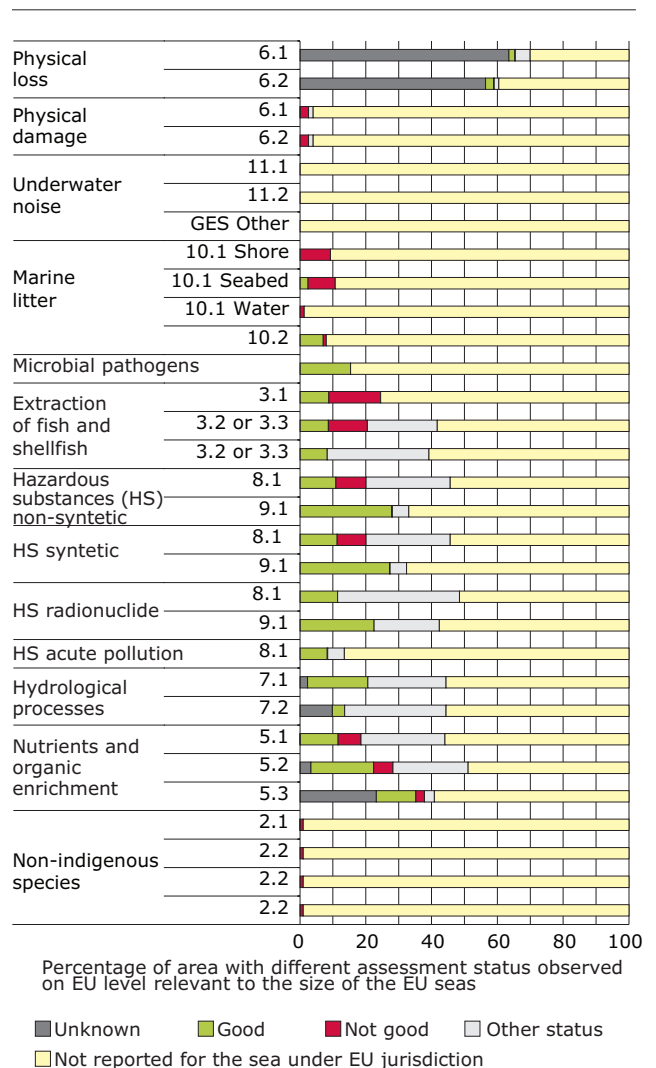 Physical
loss
6.1
6.2
Physical
damage
6.1
6.2
Underwater
noise
11.1
11.2
GES Other
Marine
litter
10.1 Shore
10.1 Seabed
10.1 Water
10.2
Microbial pathogens
Extraction
of fish and
shellfish
3.1
3.2 or 3.3
3.2 or 3.3
Hazardous
substances (HS)
non-syntetic
8.1
9.1
HS syntetic
8.1
9.1
HS radionuclide
8.1
9.1
HS acute pollution 8.1
Hydrological
processes
7.1
7.2
Nutrients and
organic
enrichment
5.1
5.2
5.3
Non-indigenous
species
2.1
2.2
2.2
2.2
0 20 40 60 80 100
Percentage of area with different assessment status observed
on EU level relevant to the size of the EU seas
Unknown Good Not good Other status
Not reported for the sea under EU jurisdiction